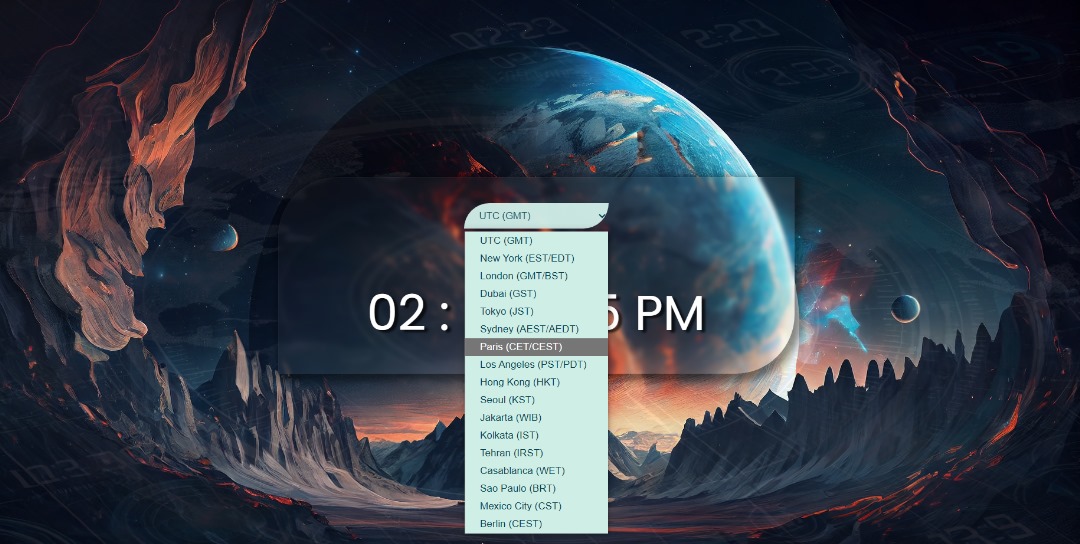 UTC (GMT)
UTC (GMT)
New York (EST/EDT)
London (GMT/BST)
Dubai (GST)
Tokyo (JST)
02 : 5 PM
Sydney (AEST/AEDT)
Paris (CET/CEST)
Los Angeles (PST/PDT)
Hong Kong (HKT)
Seoul (KST)
Jakarta (WIB)
Kolkata (IST)
Tehran (IRST)
Casablanca (WET)
Sao Paulo (BRT)
Mexico City (CST)
Berlin (CEST)